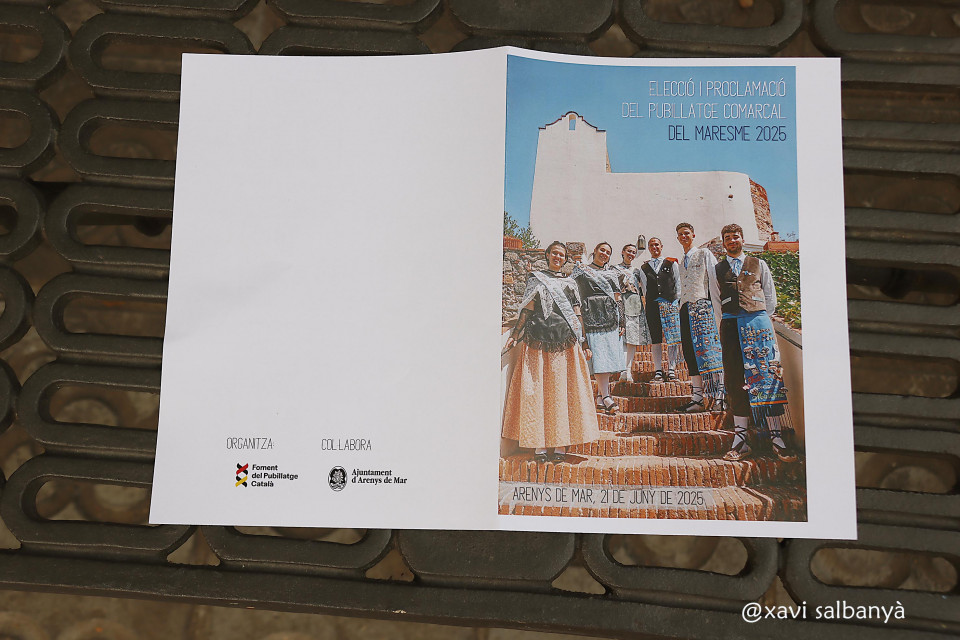 ELECCIÓ I PROCLAMACIÓ
DEL PUBILLATGE COMARCAL
DEL MARESME 2025
ARENYS DE MAR, 21 DE JUNY DE 2025
ORGANITZA
COL·LABORA
Foment
del Pubillatge
Català
Ajuntament
d'Arenys de Mar
@xavi salbanyà